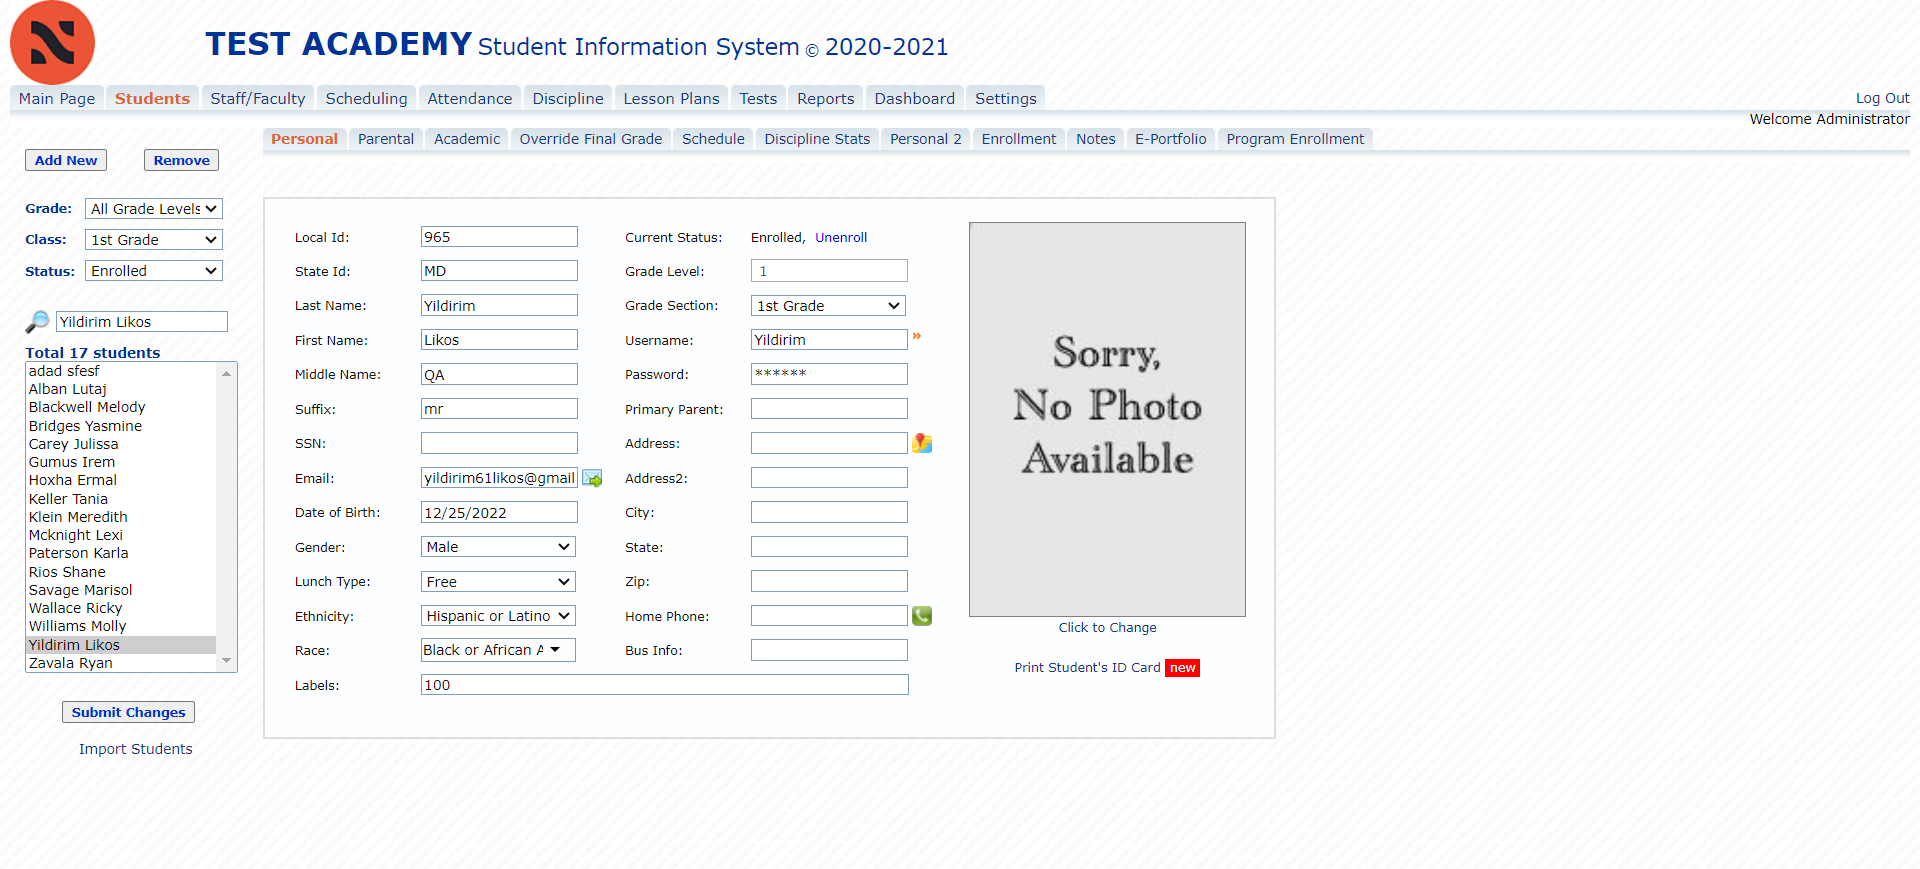 TEST ACADEMY Student Information System © 2020-2021
Main Page Students Staff/Faculty Scheduling Attendance Discipline Lesson Plans Tests Reports Dashboard Settings
Log Out
Welcome Administrator
Personal Parental Academic Override Final Grade Schedule Discipline Stats Personal 2 Enrollment Notes E-Portfolio Program Enrollment
Add New Remove
Grade: All Grade Levels
Class: 1st Grade
Status: Enrolled
Yildirim Likos
Total 17 students
adad sfesf
Alban Lutaj
Blackwell Melody
Bridges Yasmine
Carey Julissa
Gumus Irem
Hoxha Ermal
Keller Tania
Klein Meredith
Mcknight Lexi
Paterson Karla
Rios Shane
Savage Marisol
Wallace Ricky
Williams Molly
Yildirim Likos
Zavala Ryan
Submit Changes
Import Students
Local Id: 965
State Id: MD
Last Name: Yildirim
First Name: Likos
Middle Name: QA
Suffix: mr
SSN:
Email: yildirim61likos@gmail
Date of Birth: 12/25/2022
Gender: Male
Lunch Type: Free
Ethnicity: Hispanic or Latino
Race: Black or African A
Labels: 100
Current Status: Enrolled, Unenroll
Grade Level: 1
Grade Section: 1st Grade
Username: Yildirim »
Password: ******
Primary Parent:
Address:
Address2:
City:
State:
Zip:
Home Phone:
Bus Info:
Sorry,
No Photo
Available
Click to Change
Print Student's ID Card new